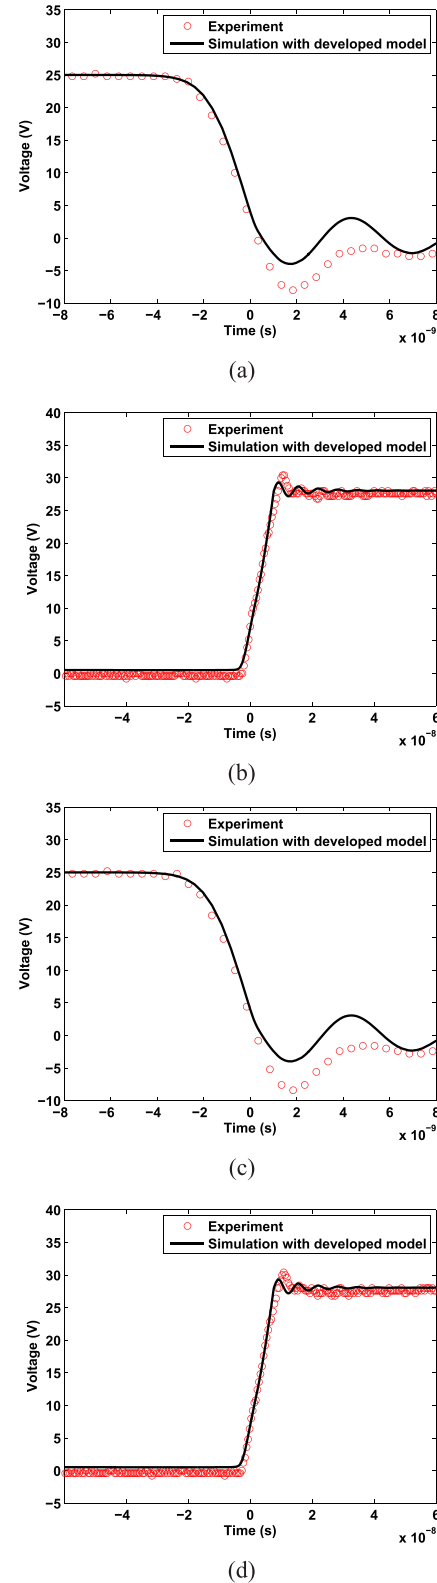 35
30
25
20
15
10
5
0
−5
−10
Voltage (V)
Experiment
Simulation with developed model
−8 −6 −4 −2 0 2 4 6 8
Time (s)
x 10⁻⁹
(a)
40
35
30
25
20
15
10
5
0
−5
Voltage (V)
Experiment
Simulation with developed model
−4 −2 0 2 4 6
Time (s)
x 10⁻⁸
(b)
35
30
25
20
15
10
5
0
−5
−10
Voltage (V)
Experiment
Simulation with developed model
−8 −6 −4 −2 0 2 4 6 8
Time (s)
x 10⁻⁹
(c)
40
35
30
25
20
15
10
5
0
−5
Voltage (V)
Experiment
Simulation with developed model
−4 −2 0 2 4 6
Time (s)
x 10⁻⁸
(d)